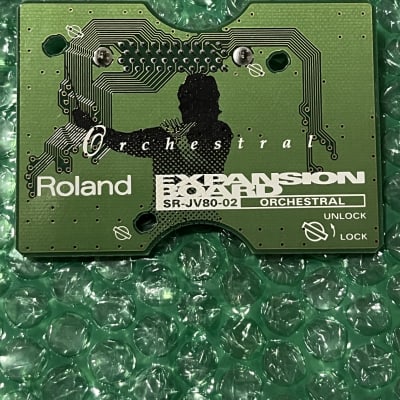 Orchestral
Roland
EXPANSION
BOARD
SR-JV80-02 ORCHESTRAL
UNLOCK
LOCK